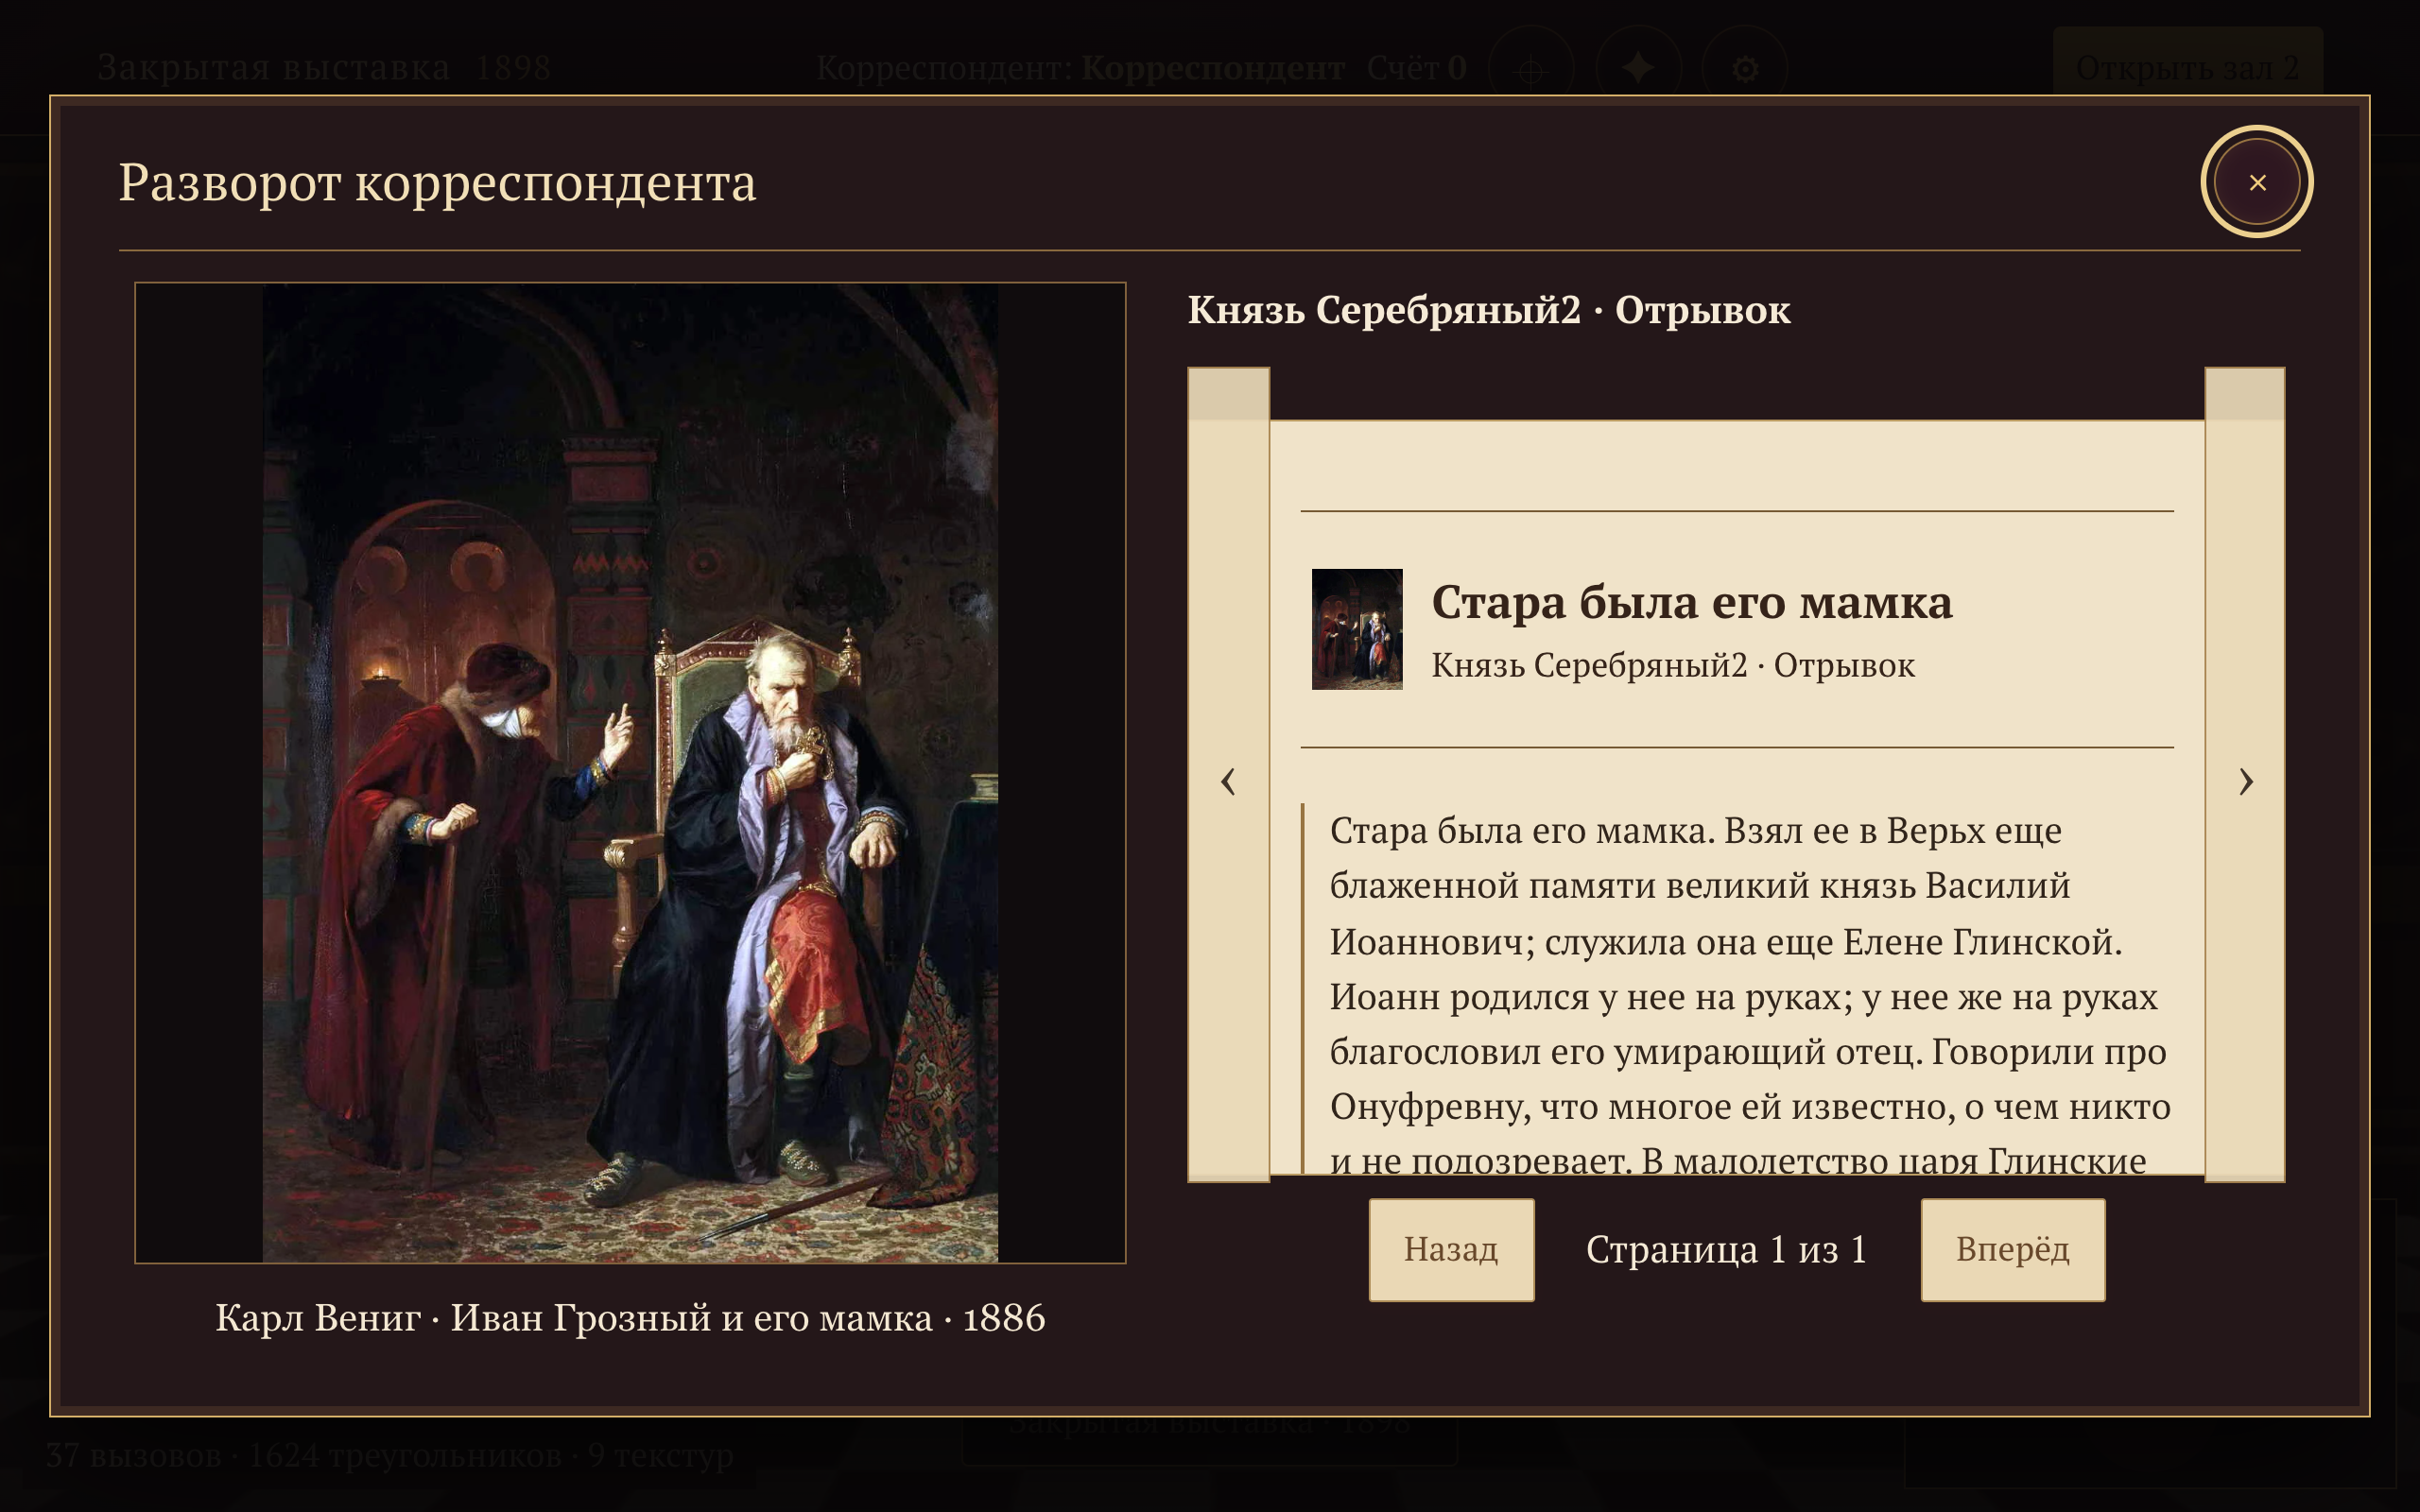 Закрытая выставка 1898
Корреспондент: Корреспондент Счёт 0
Открыть зал 2
Разворот корреспондента
×
Князь Серебряный2 · Отрывок
Стара была его мамка
Князь Серебряный2 · Отрывок
‹
›
Стара была его мамка. Взял ее в Верьх еще
блаженной памяти великий князь Василий
Иоаннович; служила она еще Елене Глинской.
Иоанн родился у нее на руках; у нее же на руках
благословил его умирающий отец. Говорили про
Онуфревну, что многое ей известно, о чем никто
и не подозревает. В малолетство царя Глинские
Назад
Страница 1 из 1
Вперёд
Карл Вениг · Иван Грозный и его мамка · 1886
Закрытая выставка · 1898
37 вызовов · 1624 треугольников · 9 текстур